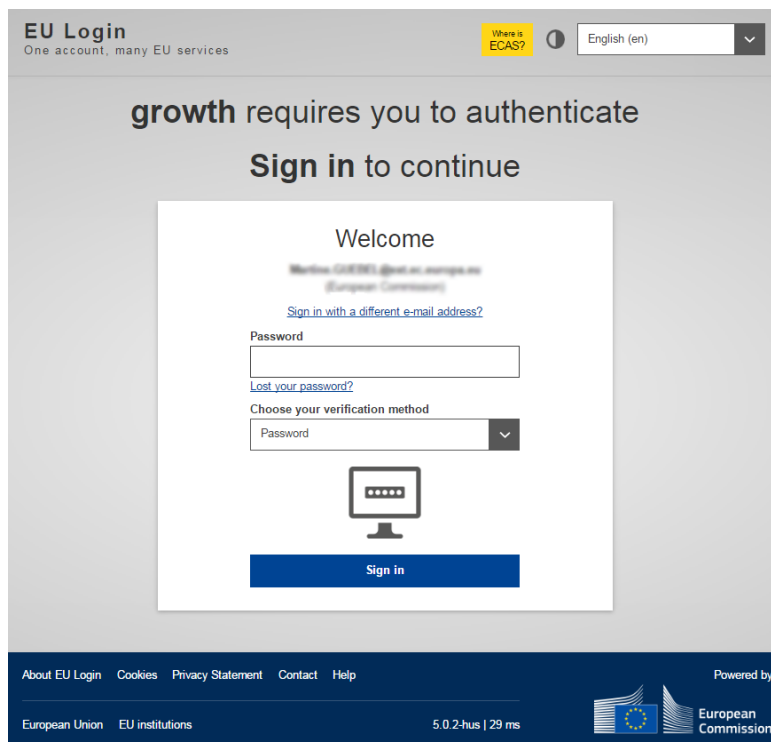 EU Login
One account, many EU services
Where is
ECAS?
English (en)
growth requires you to authenticate
Sign in to continue
Welcome
(European Commission)
Sign in with a different e-mail address?
Password
Lost your password?
Choose your verification method
Password
Sign in
About EU Login Cookies Privacy Statement Contact Help
Powered by
European Union EU institutions
5.0.2-hus | 29 ms
European
Commission